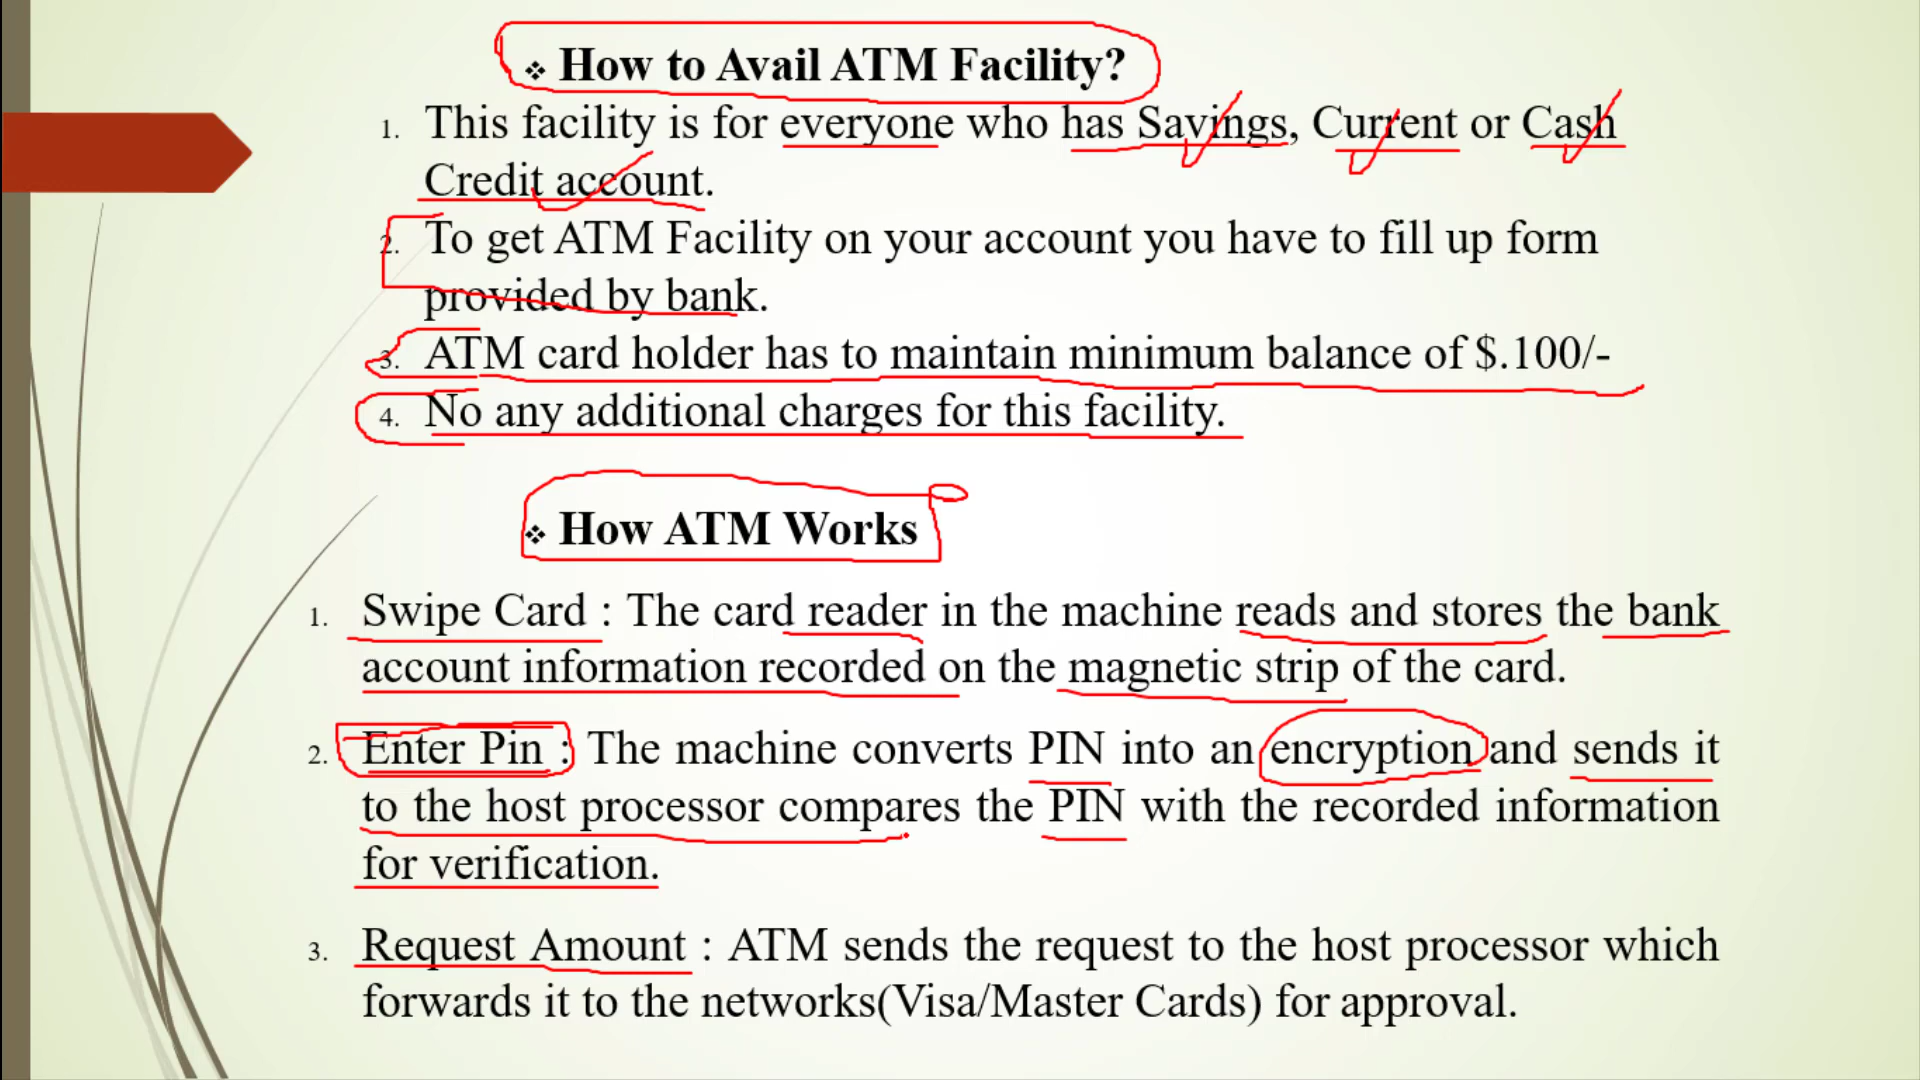 ❖ How to Avail ATM Facility?
1. This facility is for everyone who has Savings, Current or Cash
Credit account.
2. To get ATM Facility on your account you have to fill up form
provided by bank.
3. ATM card holder has to maintain minimum balance of $.100/-
4. No any additional charges for this facility.
❖ How ATM Works
1. Swipe Card : The card reader in the machine reads and stores the bank
account information recorded on the magnetic strip of the card.
2. Enter Pin : The machine converts PIN into an encryption and sends it
to the host processor compares the PIN with the recorded information
for verification.
3. Request Amount : ATM sends the request to the host processor which
forwards it to the networks(Visa/Master Cards) for approval.